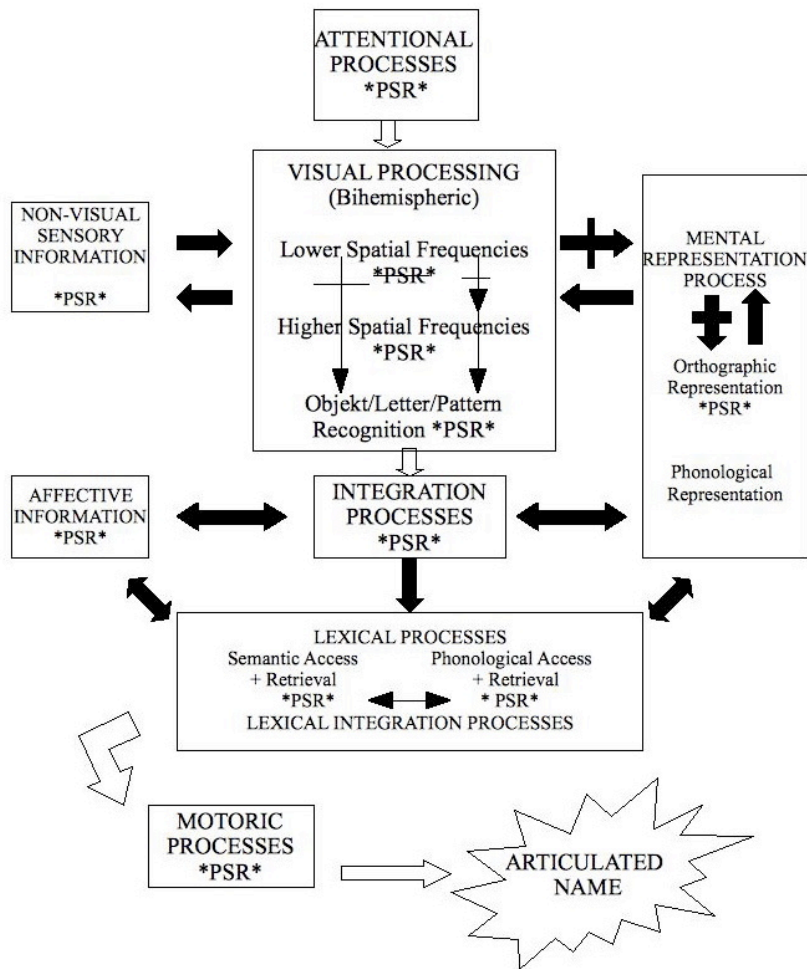 ATTENTIONAL
PROCESSES
*PSR*
VISUAL PROCESSING
(Bihemispheric)
Lower Spatial Frequencies
*PSR*
Higher Spatial Frequencies
*PSR*
Objekt/Letter/Pattern
Recognition *PSR*
NON-VISUAL
SENSORY
INFORMATION
*PSR*
MENTAL
REPRESENTATION
PROCESS
Orthographic
Representation
*PSR*
Phonological
Representation
AFFECTIVE
INFORMATION
*PSR*
INTEGRATION
PROCESSES
*PSR*
LEXICAL PROCESSES
Semantic Access
+ Retrieval
*PSR*
Phonological Access
+ Retrieval
* PSR*
LEXICAL INTEGRATION PROCESSES
MOTORIC
PROCESSES
*PSR*
ARTICULATED
NAME